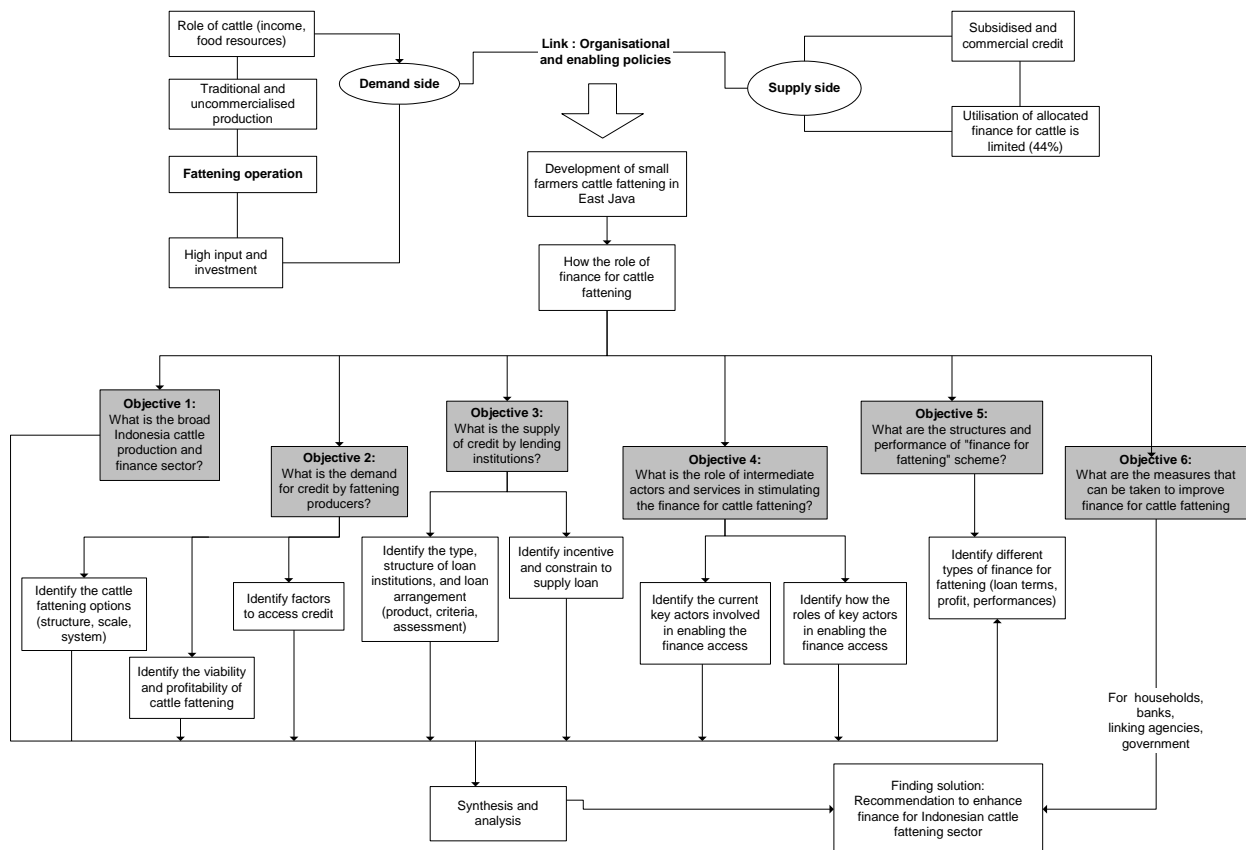 Role of cattle (income,
food resources)
Traditional and
uncommercialised
production
Fattening operation
High input and
investment
Demand side
Link : Organisational
and enabling policies
Supply side
Subsidised and
commercial credit
Utilisation of allocated
finance for cattle is
limited (44%)
Development of small
farmers cattle fattening in
East Java
How the role of
finance for cattle
fattening
Objective 1:
What is the broad
Indonesia cattle
production and
finance sector?
Objective 2:
What is the demand
for credit by fattening
producers?
Objective 3:
What is the supply
of credit by lending
institutions?
Objective 4:
What is the role of intermediate
actors and services in stimulating
the finance for cattle fattening?
Objective 5:
What are the structures and
performance of "finance for
fattening" scheme?
Objective 6:
What are the measures that
can be taken to improve
finance for cattle fattening
Identify the cattle
fattening options
(structure, scale,
system)
Identify the viability
and profitability of
cattle fattening
Identify factors
to access credit
Identify the type,
structure of loan
institutions, and loan
arrangement
(product, criteria,
assessment)
Identify incentive
and constrain to
supply loan
Identify the current
key actors involved
in enabling the
finance access
Identify how the
roles of key actors
in enabling the
finance access
Identify different
types of finance for
fattening (loan terms,
profit, performances)
For households,
banks,
linking agencies,
government
Synthesis and
analysis
Finding solution:
Recommendation to enhance
finance for Indonesian cattle
fattening sector